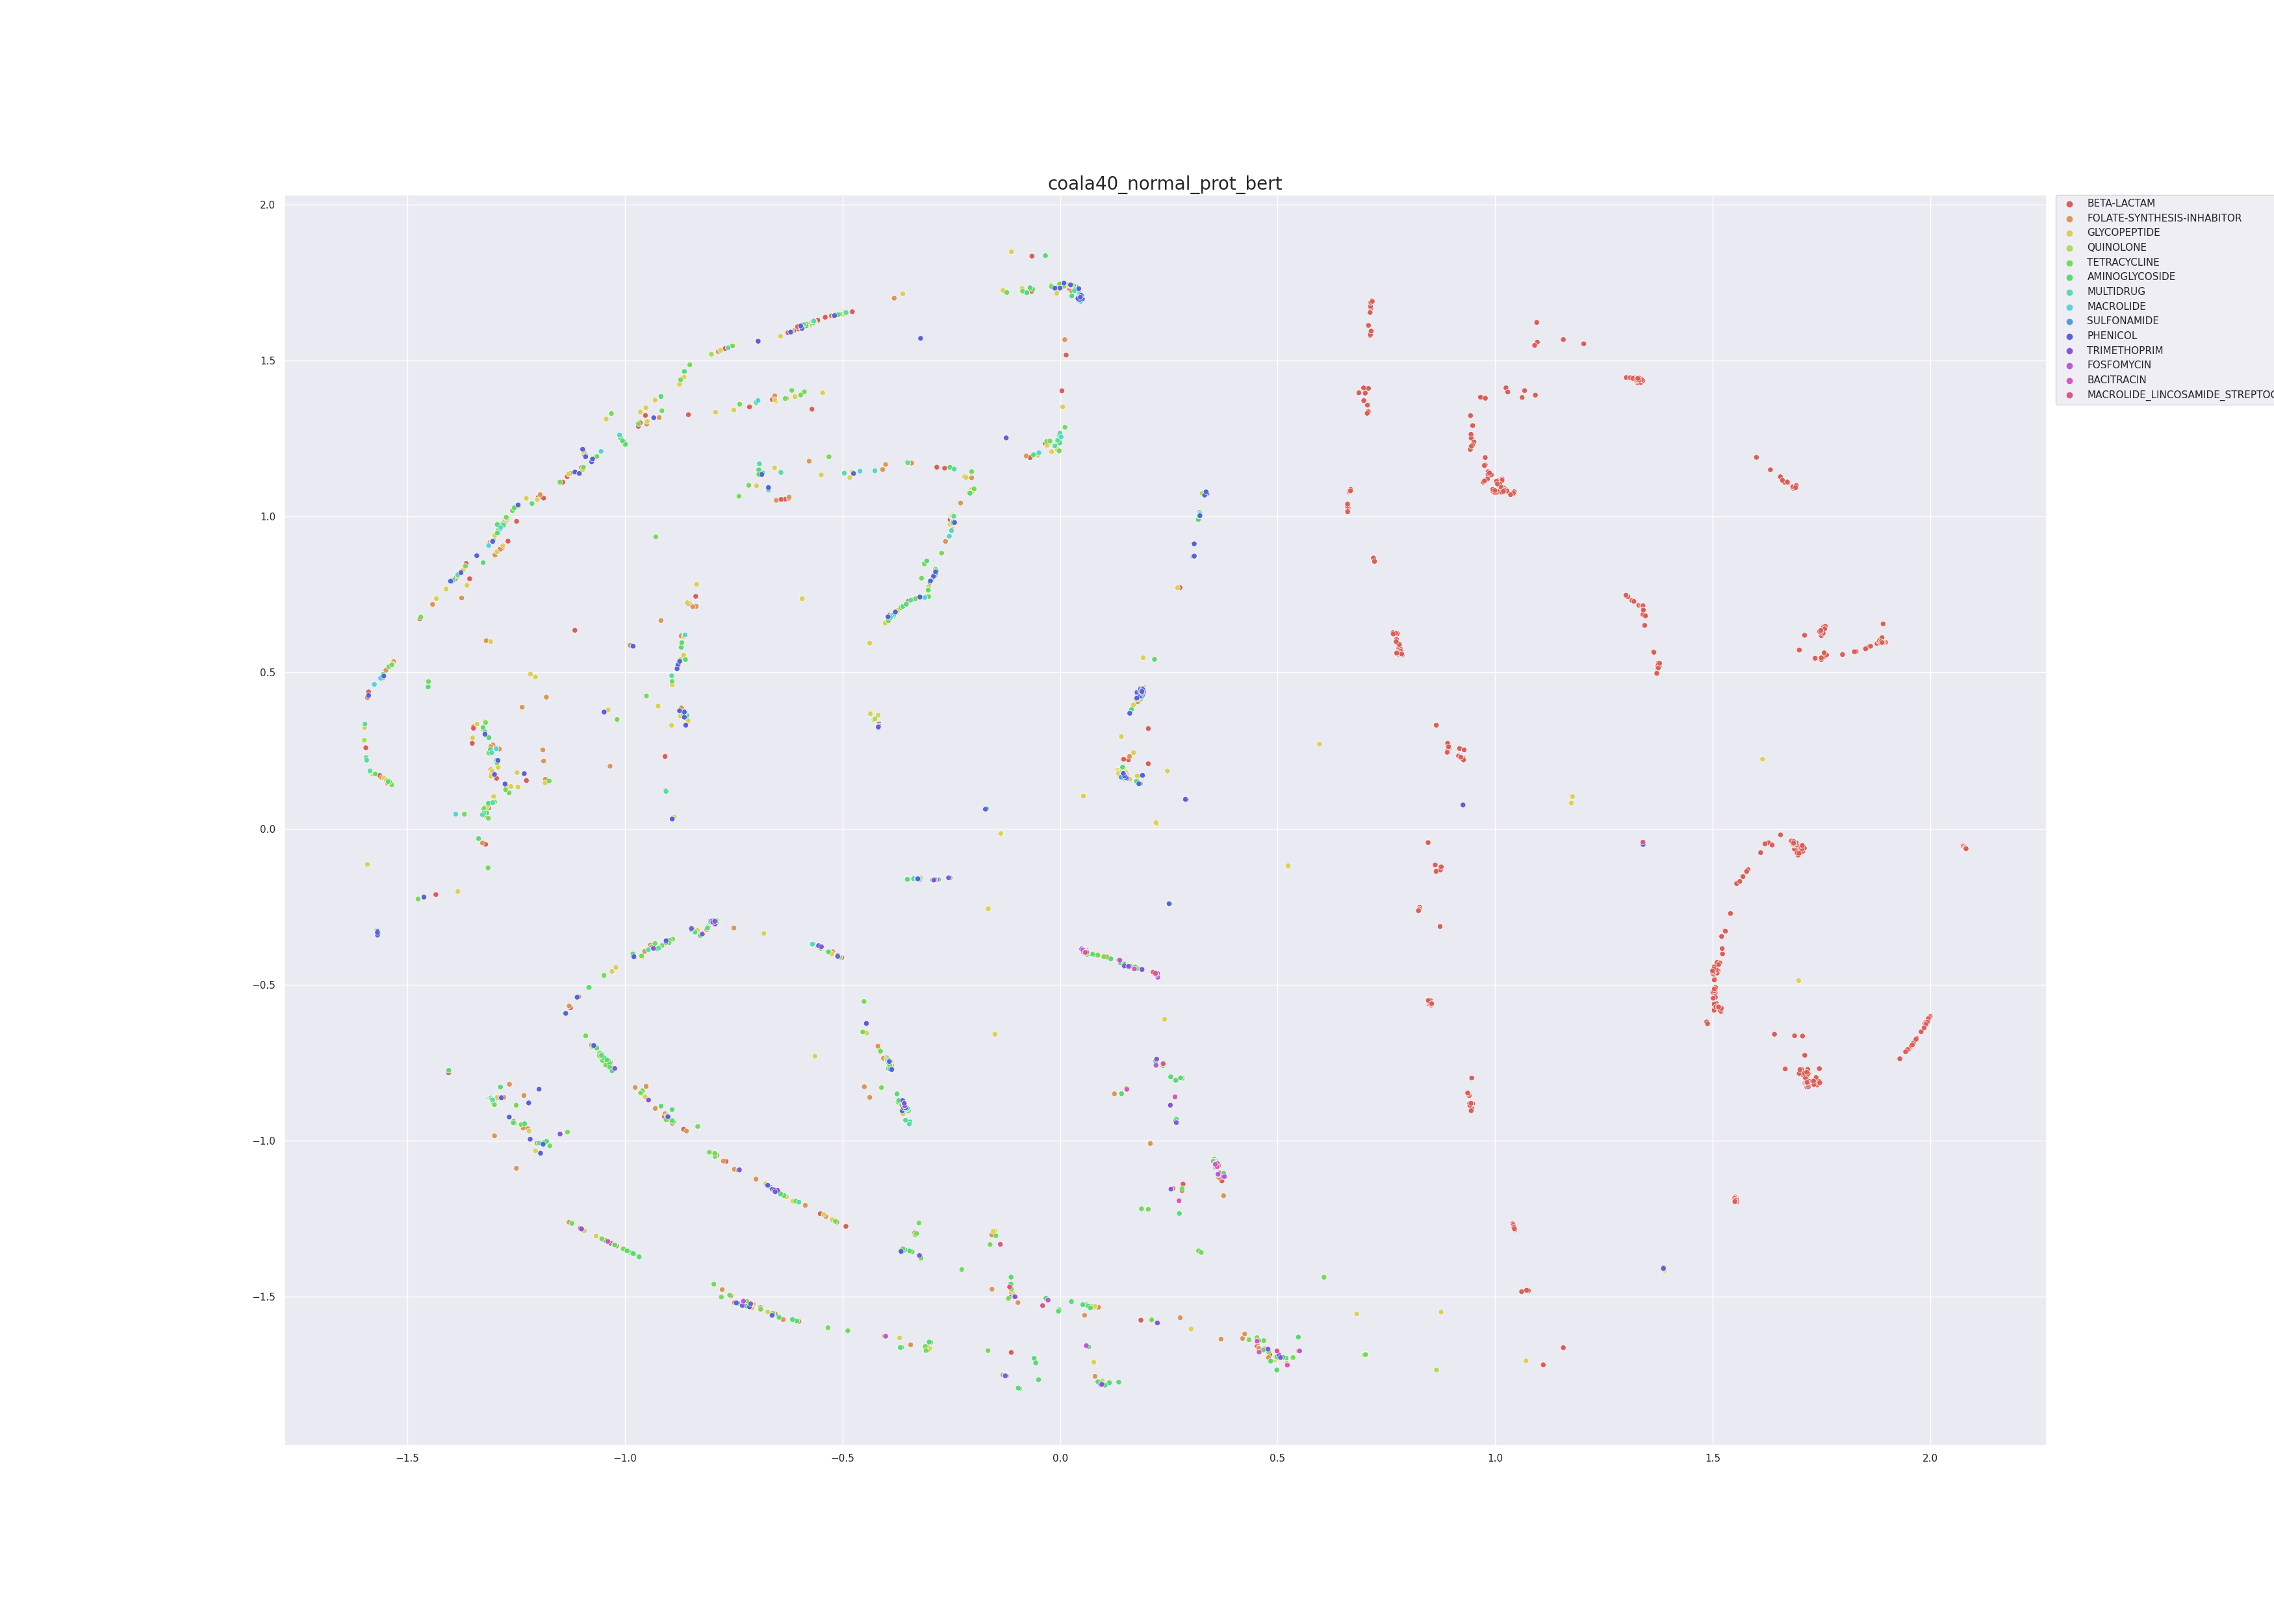 coala40_normal_prot_bert
2.0
1.5
1.0
0.5
0.0
−0.5
−1.0
−1.5
−1.5
−1.0
−0.5
0.0
0.5
1.0
1.5
2.0
BETA-LACTAM
FOLATE-SYNTHESIS-INHABITOR
GLYCOPEPTIDE
QUINOLONE
TETRACYCLINE
AMINOGLYCOSIDE
MULTIDRUG
MACROLIDE
SULFONAMIDE
PHENICOL
TRIMETHOPRIM
FOSFOMYCIN
BACITRACIN
MACROLIDE_LINCOSAMIDE_STREPTOG